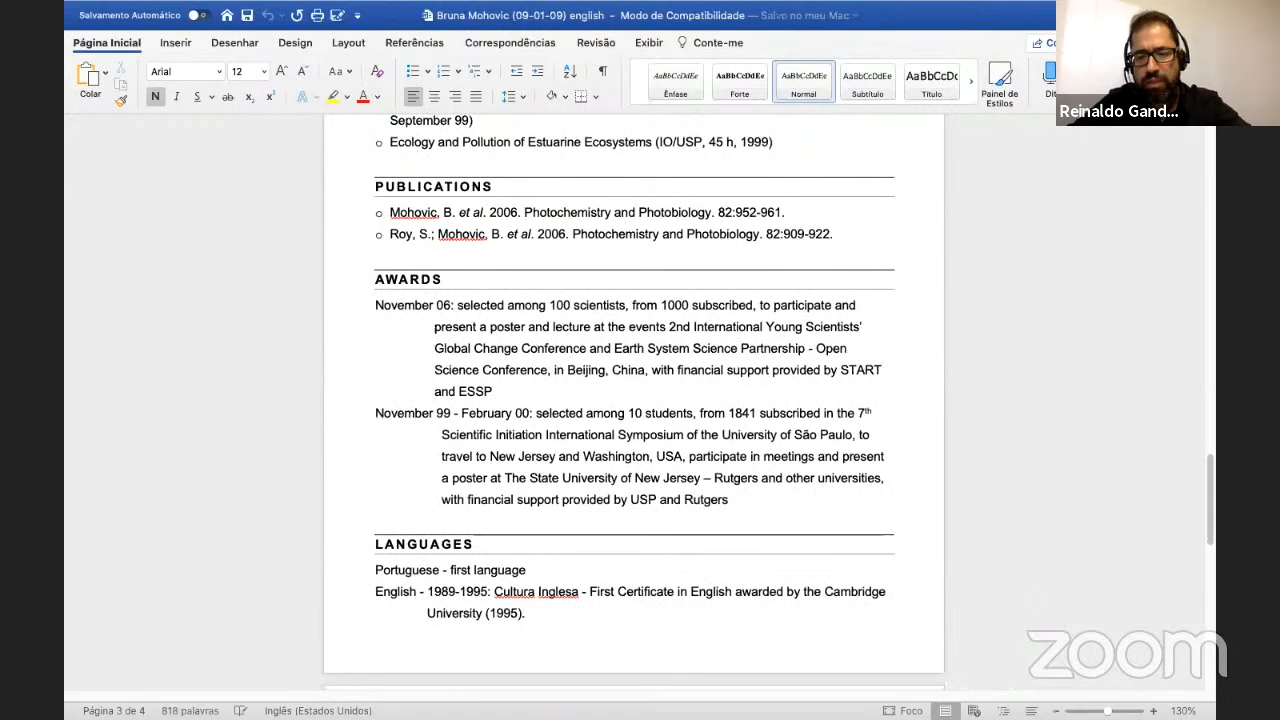 Salvamento Automático
Bruna Mohovic (09-01-09) english - Modo de Compatibilidade — Salvo no meu Mac
Página Inicial Inserir Desenhar Design Layout Referências Correspondências Revisão Exibir Conte-me Co
Colar
Arial 12
N I S ab x₂ x²
AaBbCcDdEe AaBbCcDdEe AaBbCcDdEe AaBbCcDdEe AaBbCcDc
Ênfase Forte Normal Subtítulo Título
Painel de
Estilos
Dit
Reinaldo Gand...
September 99)
o Ecology and Pollution of Estuarine Ecosystems (IO/USP, 45 h, 1999)
PUBLICATIONS
o Mohovic, B. et al. 2006. Photochemistry and Photobiology. 82:952-961.
o Roy, S.; Mohovic, B. et al. 2006. Photochemistry and Photobiology. 82:909-922.
AWARDS
November 06: selected among 100 scientists, from 1000 subscribed, to participate and
present a poster and lecture at the events 2nd International Young Scientists'
Global Change Conference and Earth System Science Partnership - Open
Science Conference, in Beijing, China, with financial support provided by START
and ESSP
November 99 - February 00: selected among 10 students, from 1841 subscribed in the 7th
Scientific Initiation International Symposium of the University of São Paulo, to
travel to New Jersey and Washington, USA, participate in meetings and present
a poster at The State University of New Jersey – Rutgers and other universities,
with financial support provided by USP and Rutgers
LANGUAGES
Portuguese - first language
English - 1989-1995: Cultura Inglesa - First Certificate in English awarded by the Cambridge
University (1995).
zoom
Página 3 de 4 818 palavras Inglês (Estados Unidos) Foco 130%